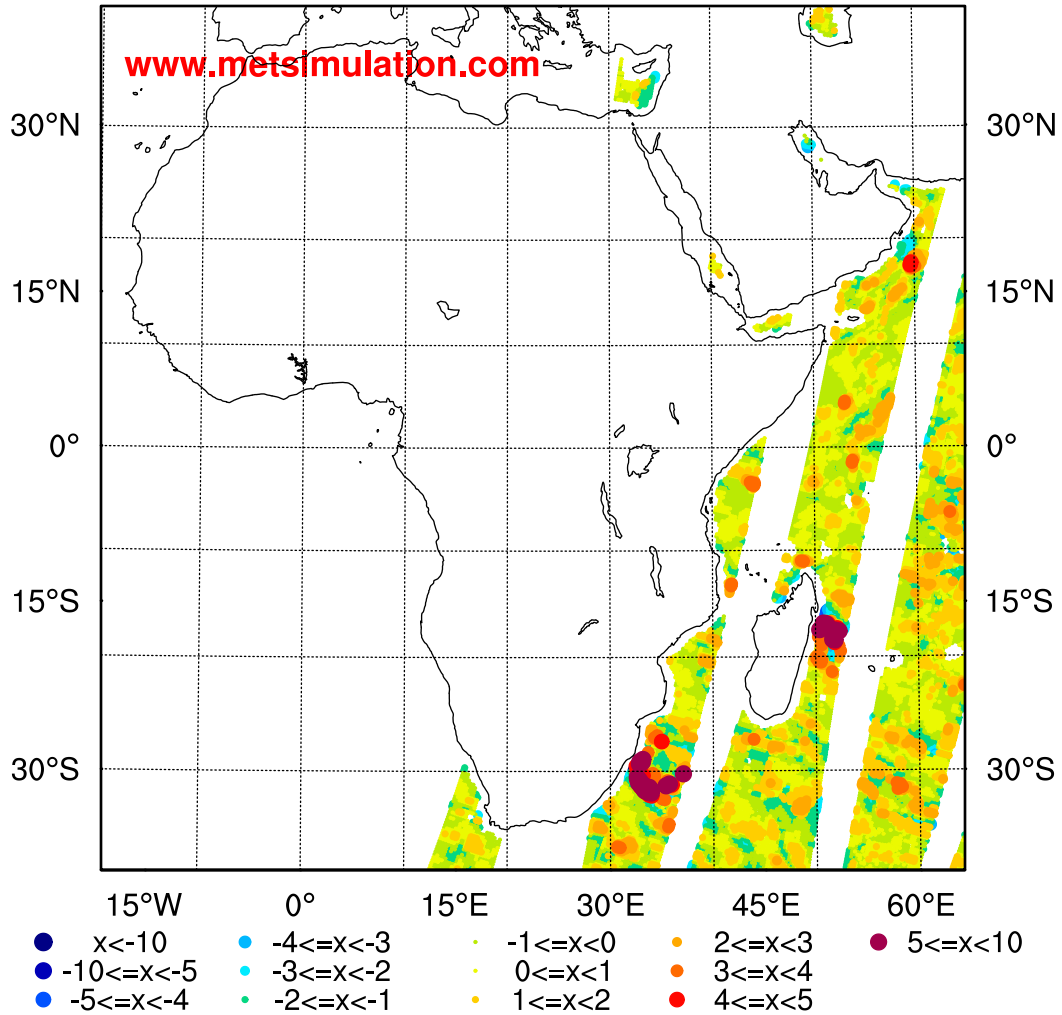 www.metsimulation.com
30°N 30°N
15°N 15°N
0° 0°
15°S 15°S
30°S 30°S
15°W 0° 15°E 30°E 45°E 60°E
x<-10 -4<=x<-3 -1<=x<0 2<=x<3 5<=x<10
-10<=x<-5 -3<=x<-2 0<=x<1 3<=x<4
-5<=x<-4 -2<=x<-1 1<=x<2 4<=x<5